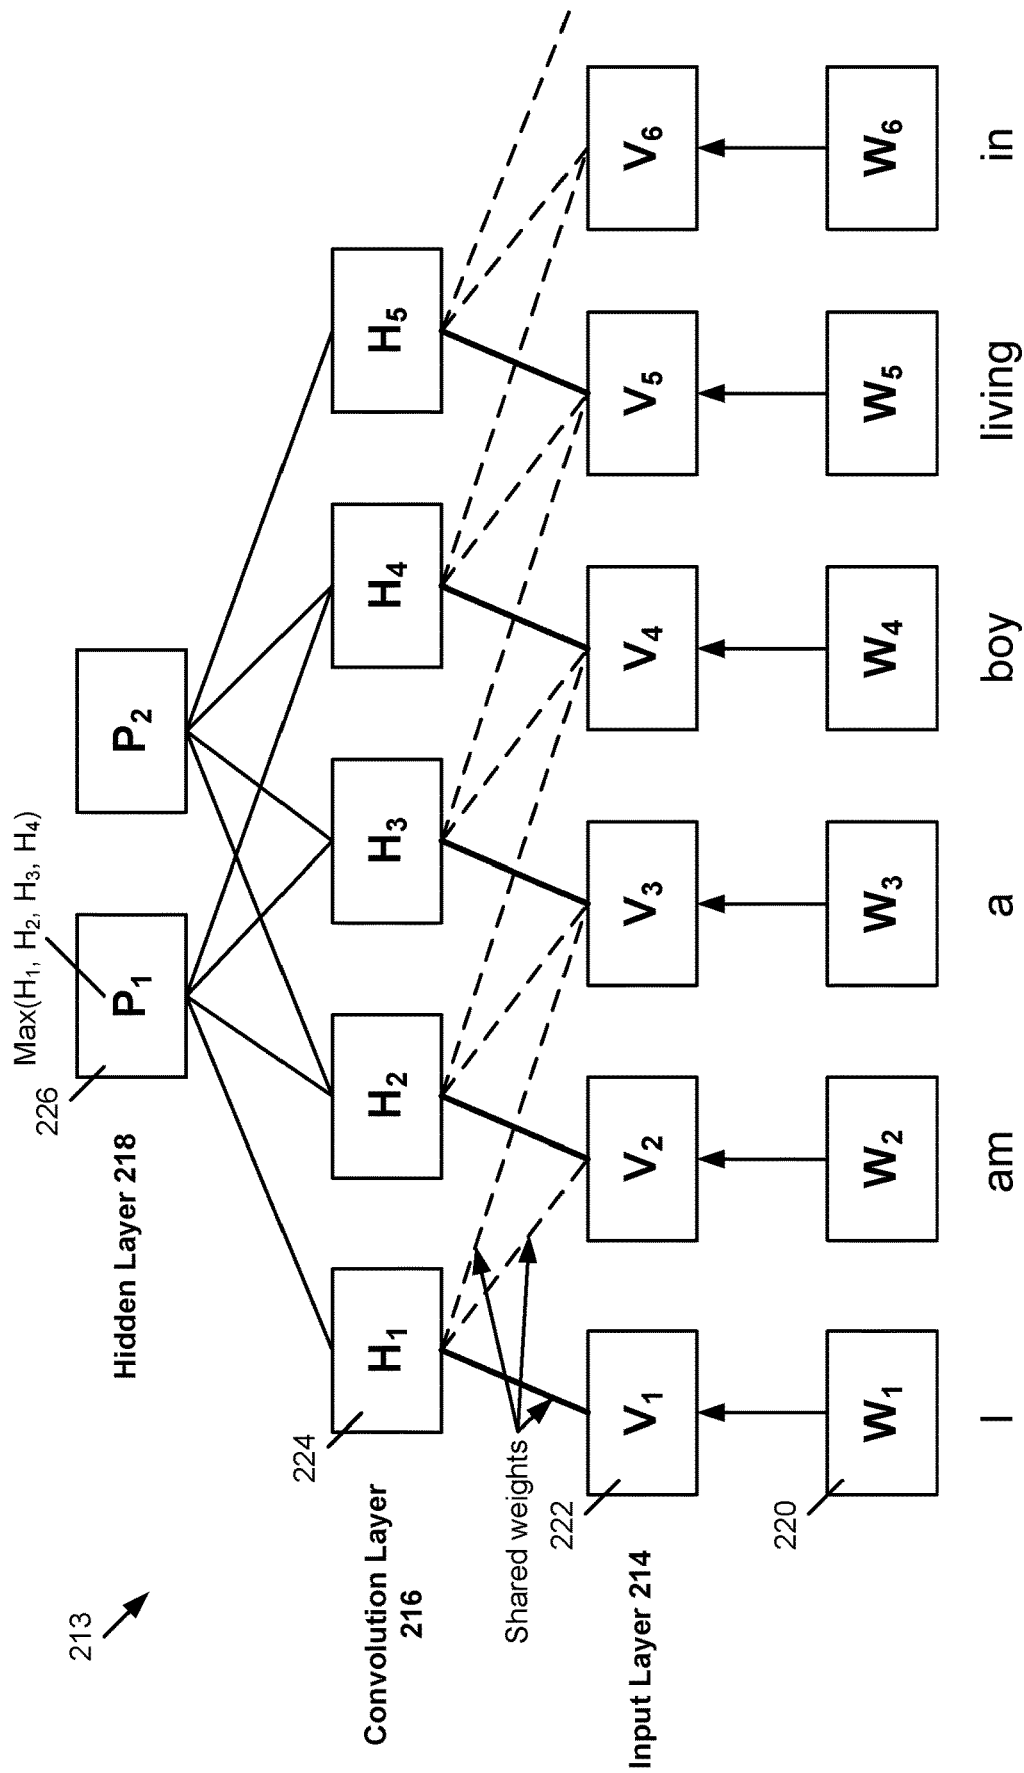 213
Max(H1, H2, H3, H4)
226
P1
P2
Hidden Layer 218
224
H1
H2
H3
H4
H5
Convolution Layer
216
Shared weights
222
V1
V2
V3
V4
V5
V6
Input Layer 214
220
W1
W2
W3
W4
W5
W6
I
am
a
boy
living
in